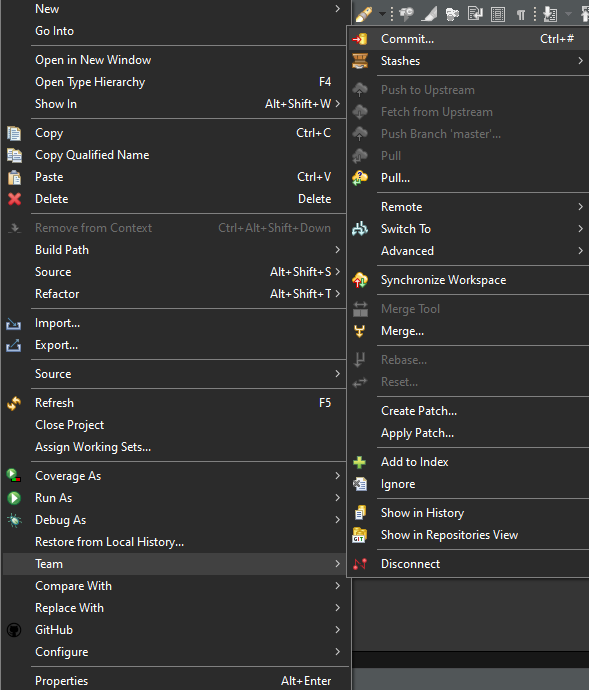 New
Go Into
Open in New Window
Open Type Hierarchy F4
Show In Alt+Shift+W
Copy Ctrl+C
Copy Qualified Name
Paste Ctrl+V
Delete Delete
Remove from Context Ctrl+Alt+Shift+Down
Build Path
Source Alt+Shift+S
Refactor Alt+Shift+T
Import...
Export...
Source
Refresh F5
Close Project
Assign Working Sets...
Coverage As
Run As
Debug As
Restore from Local History...
Team
Compare With
Replace With
GitHub
Configure
Properties Alt+Enter
Commit... Ctrl+#
Stashes
Push to Upstream
Fetch from Upstream
Push Branch 'master'...
Pull
Pull...
Remote
Switch To
Advanced
Synchronize Workspace
Merge Tool
Merge...
Rebase...
Reset...
Create Patch...
Apply Patch...
Add to Index
Ignore
Show in History
GIT Show in Repositories View
Disconnect